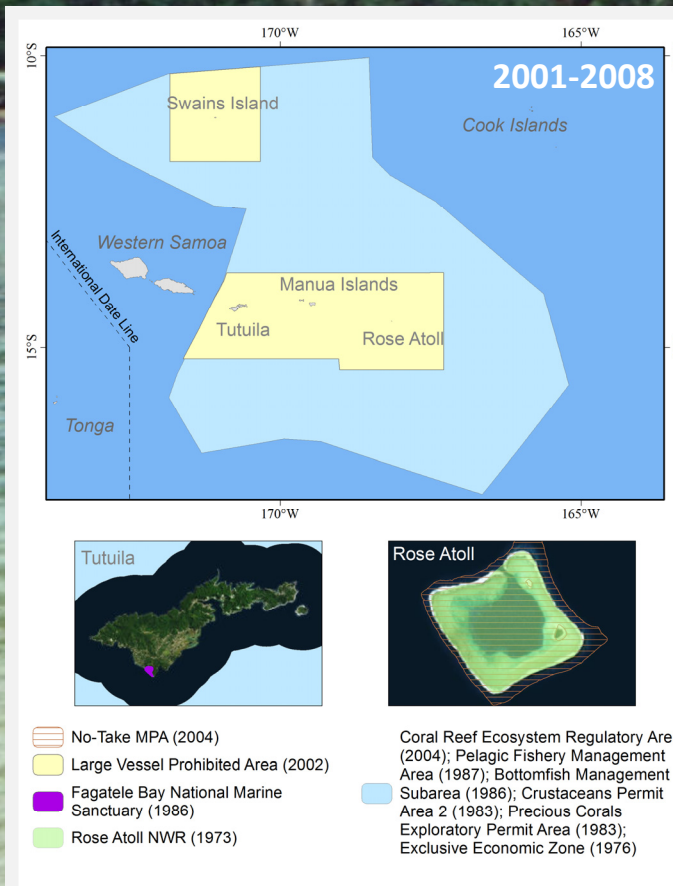 170°W
165°W
10°S
2001-2008
Swains Island
Cook Islands
International Date Line
Western Samoa
Manua Islands
Tutuila
Rose Atoll
15°S
Tonga
170°W
165°W
Tutuila
Rose Atoll
No-Take MPA (2004)
Large Vessel Prohibited Area (2002)
Fagatele Bay National Marine
Sanctuary (1986)
Rose Atoll NWR (1973)
Coral Reef Ecosystem Regulatory Are
(2004); Pelagic Fishery Management
Area (1987); Bottomfish Management
Subarea (1986); Crustaceans Permit
Area 2 (1983); Precious Corals
Exploratory Permit Area (1983);
Exclusive Economic Zone (1976)